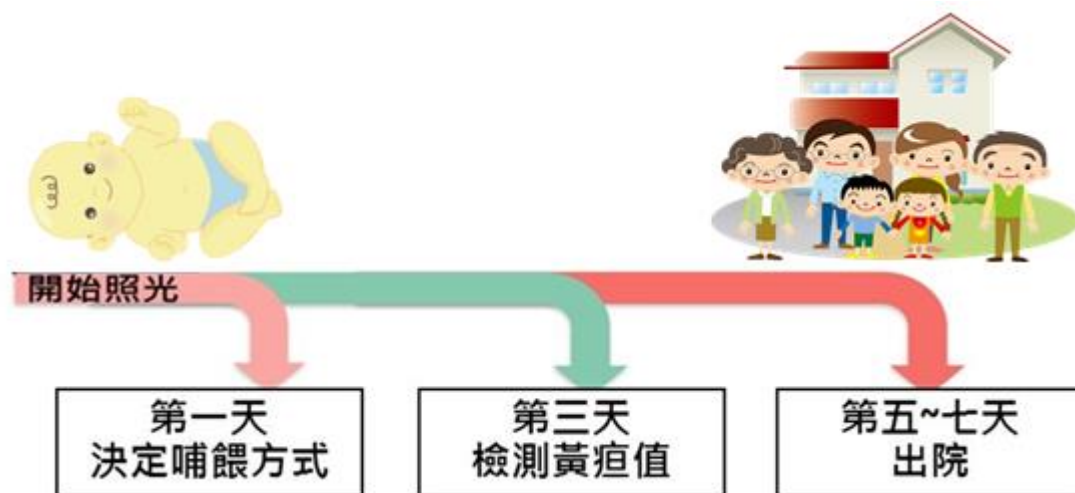 開始照光
第一天
決定哺餵方式
第三天
檢測黃疸值
第五~七天
出院